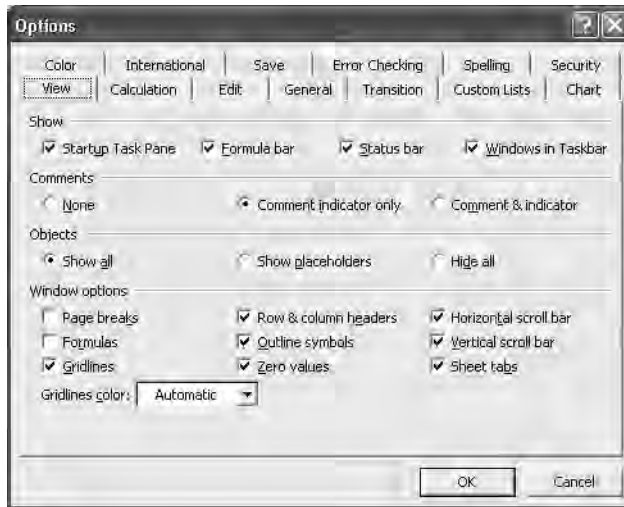 Options
Color International Save Error Checking Spelling Security
View Calculation Edit General Transition Custom Lists Chart
Show
Startup Task Pane Formula bar Status bar Windows in Taskbar
Comments
None Comment indicator only Comment & indicator
Objects
Show all Show placeholders Hide all
Window options
Page breaks Row & column headers Horizontal scroll bar
Formulas Outline symbols Vertical scroll bar
Gridlines Zero values Sheet tabs
Gridlines color: Automatic
OK Cancel